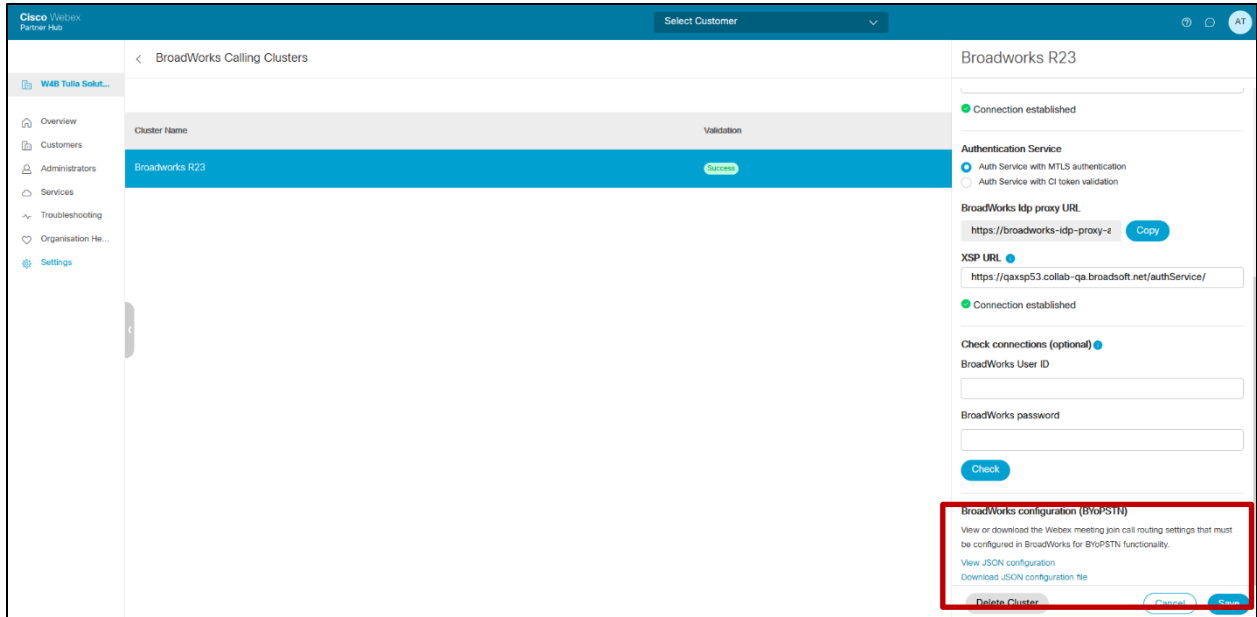 Cisco Webex
Partner Hub
Select Customer
AT
BroadWorks Calling Clusters
W4B Tulla Solut...
Overview
Customers
Administrators
Services
Troubleshooting
Organisation He...
Settings
Cluster Name
Validation
Broadworks R23
Success
Broadworks R23
Connection established
Authentication Service
Auth Service with MTLS authentication
Auth Service with CI token validation
BroadWorks Idp proxy URL
https://broadworks-idp-proxy-a
Copy
XSP URL
https://qaxsp53.collab-qa.broadsoft.net/authService/
Connection established
Check connections (optional)
BroadWorks User ID
BroadWorks password
Check
BroadWorks configuration (BYoPSTN)
View or download the Webex meeting join call routing settings that must
be configured in BroadWorks for BYoPSTN functionality.
View JSON configuration
Download JSON configuration file
Delete Cluster
Cancel
Save